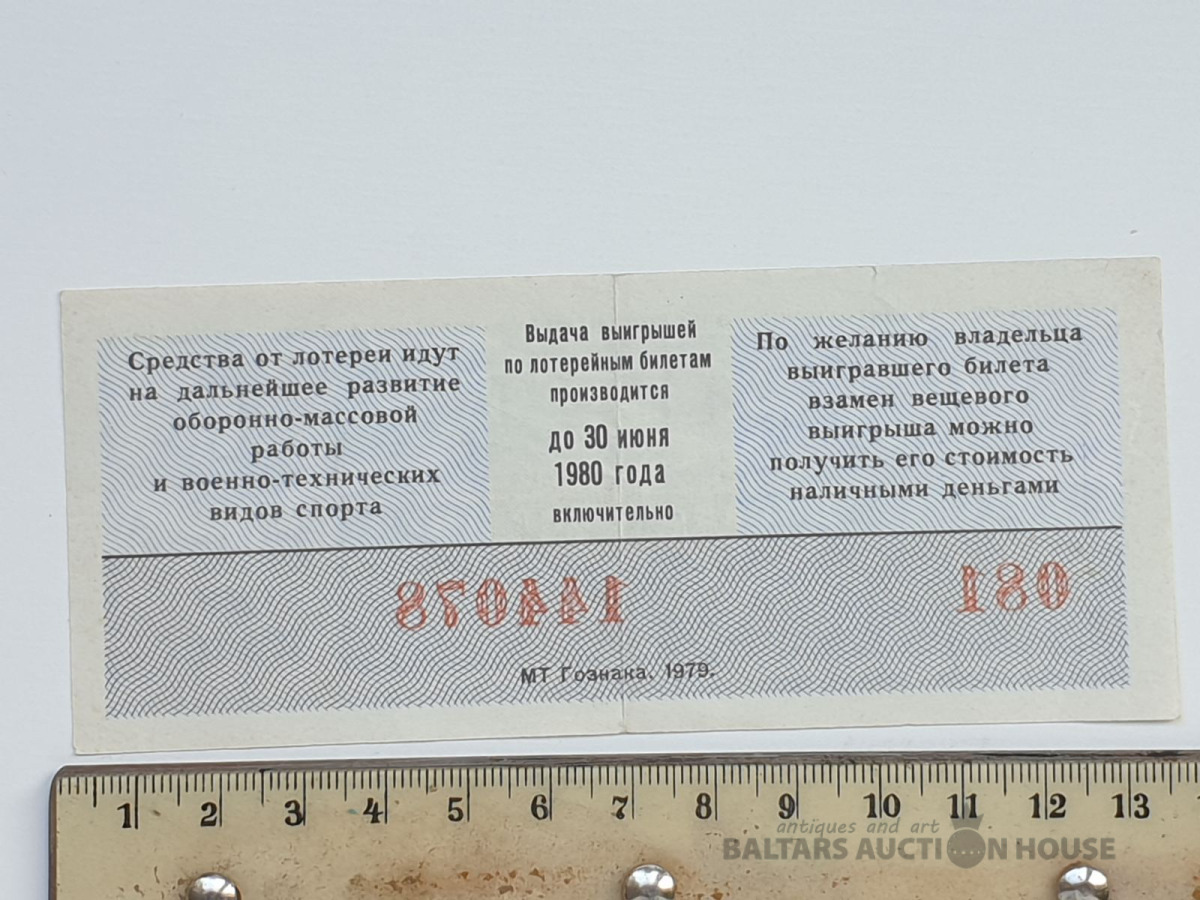 Средства от лотереи идут
на дальнейшее развитие
оборонно-массовой
работы
и военно-технических
видов спорта
Выдача выигрышей
по лотерейным билетам
производится
до 30 июня
1980 года
включительно
По желанию владельца
выигравшего билета
взамен вещевого
выигрыша можно
получить его стоимость
наличными деньгами
144078
081
МТ Гознака. 1979.
1 2 3 4 5 6 7 8 9 10 11 12 13
antiques and art
BALTARS AUCTION HOUSE